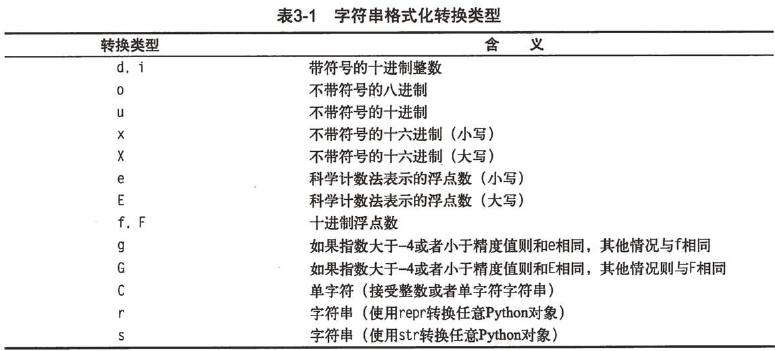 表3-1 字符串格式化转换类型
转换类型 含 义
d, i 带符号的十进制整数
o 不带符号的八进制
u 不带符号的十进制
x 不带符号的十六进制（小写）
X 不带符号的十六进制（大写）
e 科学计数法表示的浮点数（小写）
E 科学计数法表示的浮点数（大写）
f, F 十进制浮点数
g 如果指数大于–4或者小于精度值则和e相同，其他情况与f相同
G 如果指数大于–4或者小于精度值则和E相同，其他情况则与F相同
C 单字符（接受整数或者单字符字符串）
r 字符串（使用repr转换任意Python对象）
s 字符串（使用str转换任意Python对象）